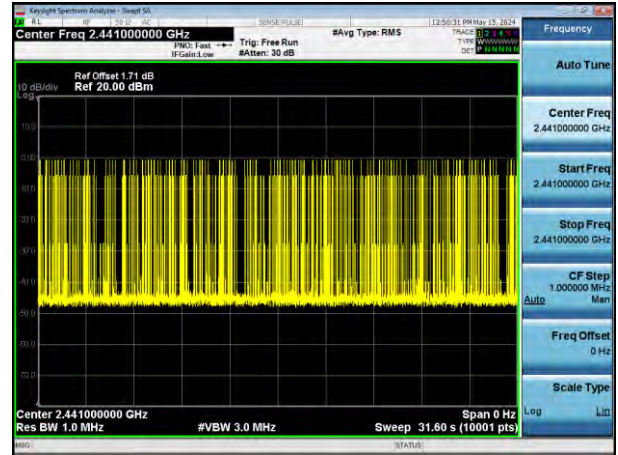 Keysight Spectrum Analyzer - Swept SA
RL RF 50 Ω AC SENSE:PULSE 12:50:31 PM May 15, 2024
Center Freq 2.441000000 GHz #Avg Type: RMS TRACE 1 2 3 4 5 6
PNO: Fast Trig: Free Run TYPE WWWWWW
IFGain:Low #Atten: 30 dB DET P N N N N N
Ref Offset 1.71 dB
10 dB/div Ref 20.00 dBm
Log
10.0
0.00
-10.0
-20.0
-30.0
-40.0
-50.0
-60.0
-70.0
Center 2.441000000 GHz Span 0 Hz
Res BW 1.0 MHz #VBW 3.0 MHz Sweep 31.60 s (10001 pts)
MSG STATUS
Frequency
Auto Tune
Center Freq
2.441000000 GHz
Start Freq
2.441000000 GHz
Stop Freq
2.441000000 GHz
CF Step
1.000000 MHz
Auto Man
Freq Offset
0 Hz
Scale Type
Log Lin